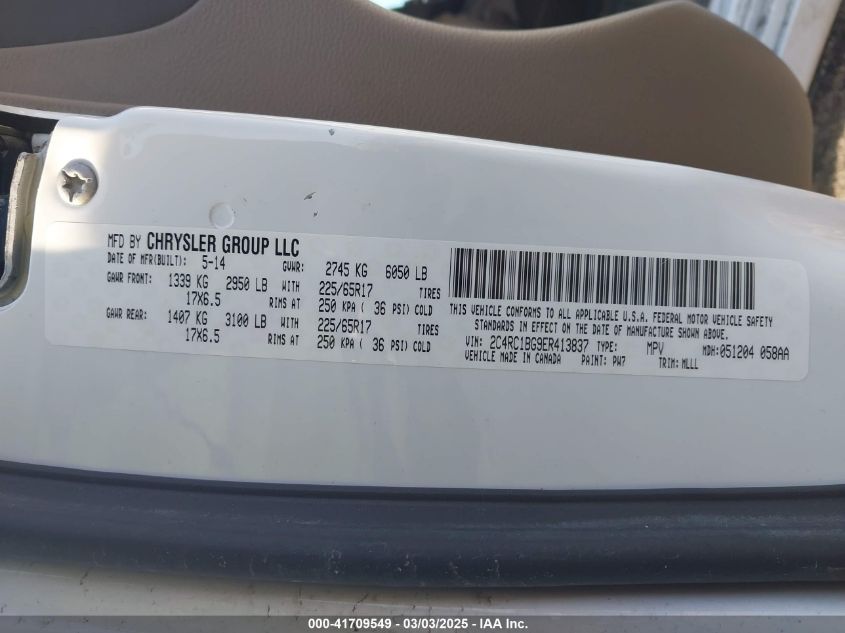 MFD BY CHRYSLER GROUP LLC
DATE OF MFR(BUILT): 5-14 GVWR: 2745 KG 6050 LB
GAWR FRONT: 1339 KG 2950 LB WITH 225/65R17 TIRES
17X6.5 RIMS AT 250 KPA ( 36 PSI) COLD
GAWR REAR: 1407 KG 3100 LB WITH 225/65R17 TIRES
17X6.5 RIMS AT 250 KPA ( 36 PSI) COLD
THIS VEHICLE CONFORMS TO ALL APPLICABLE U.S.A. FEDERAL MOTOR VEHICLE SAFETY
STANDARDS IN EFFECT ON THE DATE OF MANUFACTURE SHOWN ABOVE.
VIN: 2C4RC1BG9ER413837 TYPE: MPV MDH: 051204 058AA
VEHICLE MADE IN CANADA PAINT: PW7 TRIM: MLLL
000-41709549 — 03/03/2025 — IAA Inc.